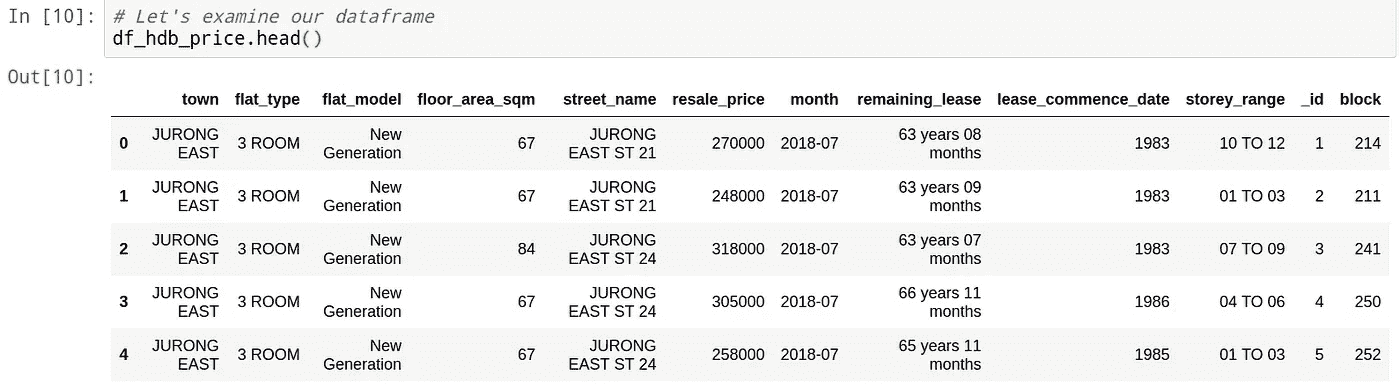 In [10]: # Let's examine our dataframe
df_hdb_price.head()
Out[10]:
town flat_type flat_model floor_area_sqm street_name resale_price month remaining_lease lease_commence_date storey_range _id block
0 JURONG EAST 3 ROOM New Generation 67 JURONG EAST ST 21 270000 2018-07 63 years 08 months 1983 10 TO 12 1 214
1 JURONG EAST 3 ROOM New Generation 67 JURONG EAST ST 21 248000 2018-07 63 years 09 months 1983 01 TO 03 2 211
2 JURONG EAST 3 ROOM New Generation 84 JURONG EAST ST 24 318000 2018-07 63 years 07 months 1983 07 TO 09 3 241
3 JURONG EAST 3 ROOM New Generation 67 JURONG EAST ST 24 305000 2018-07 66 years 11 months 1986 04 TO 06 4 250
4 JURONG EAST 3 ROOM New Generation 67 JURONG EAST ST 24 258000 2018-07 65 years 11 months 1985 01 TO 03 5 252